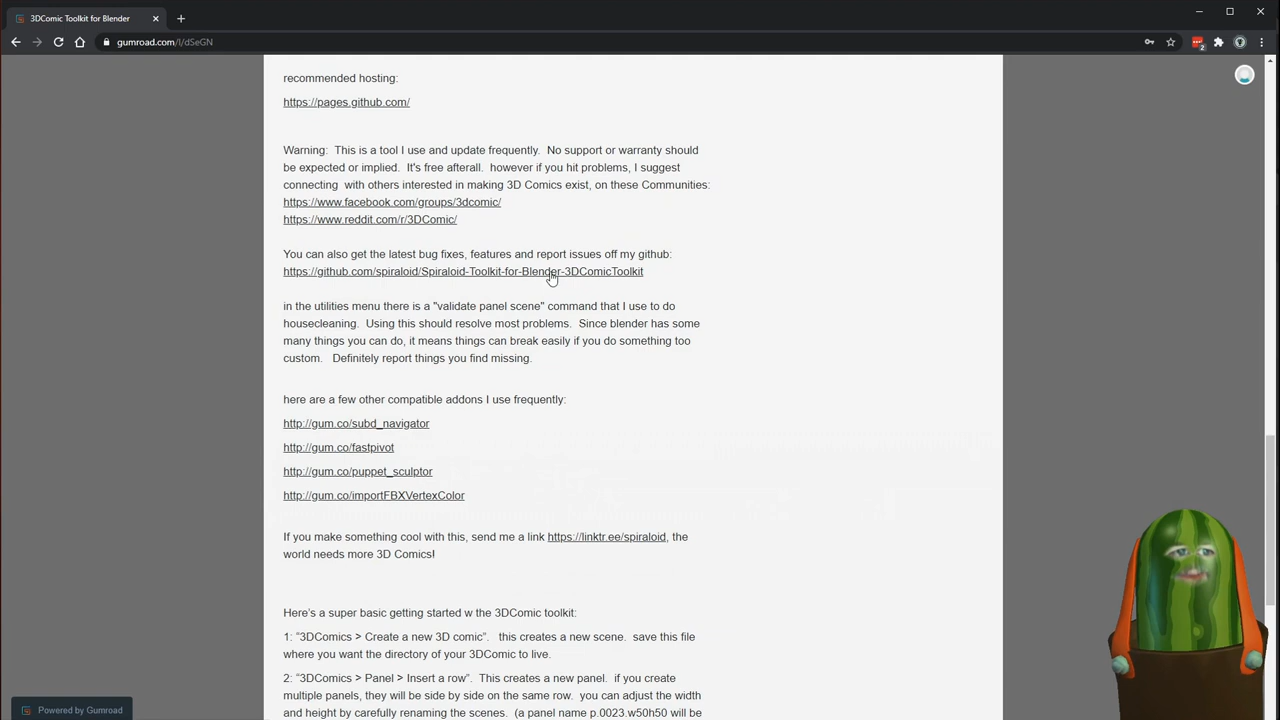 3DComic Toolkit for Blender
gumroad.com/l/dSeGN
2
recommended hosting:
https://pages.github.com/
Warning:  This is a tool I use and update frequently.  No support or warranty should
be expected or implied.  It's free afterall.  however if you hit problems, I suggest
connecting  with others interested in making 3D Comics exist, on these Communities:
https://www.facebook.com/groups/3dcomic/
https://www.reddit.com/r/3DComic/
You can also get the latest bug fixes, features and report issues off my github:
https://github.com/spiraloid/Spiraloid-Toolkit-for-Blender-3DComicToolkit
in the utilities menu there is a "validate panel scene" command that I use to do
housecleaning.  Using this should resolve most problems.  Since blender has some
many things you can do, it means things can break easily if you do something too
custom.   Definitely report things you find missing.
here are a few other compatible addons I use frequently:
http://gum.co/subd_navigator
http://gum.co/fastpivot
http://gum.co/puppet_sculptor
http://gum.co/importFBXVertexColor
If you make something cool with this, send me a link https://linktr.ee/spiraloid, the
world needs more 3D Comics!
Here's a super basic getting started w the 3DComic toolkit:
1: “3DComics > Create a new 3D comic”.   this creates a new scene.  save this file
where you want the directory of your 3DComic to live.
2: “3DComics > Panel > Insert a row”.  This creates a new panel.  if you create
multiple panels, they will be side by side on the same row.  you can adjust the width
and height by carefully renaming the scenes.  (a panel name p.0023.w50h50 will be
Powered by Gumroad